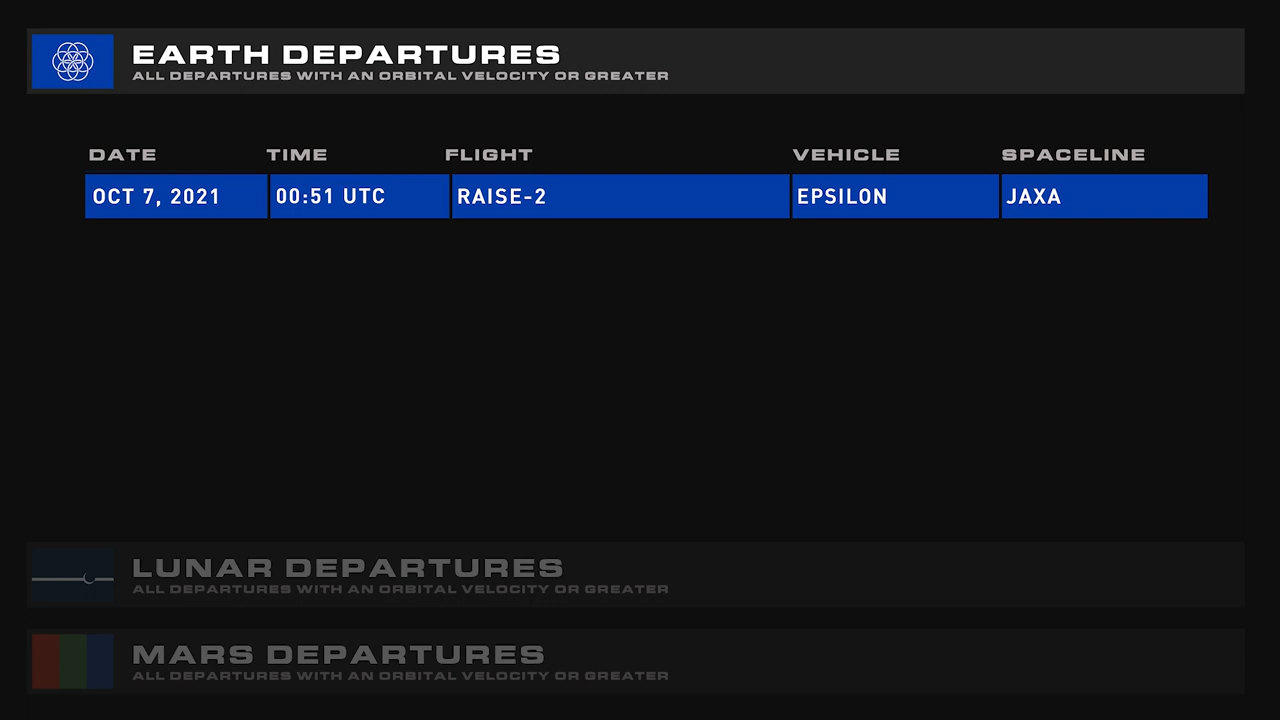 EARTH DEPARTURES
ALL DEPARTURES WITH AN ORBITAL VELOCITY OR GREATER
DATE TIME FLIGHT VEHICLE SPACELINE
OCT 7, 2021 00:51 UTC RAISE-2 EPSILON JAXA
LUNAR DEPARTURES
ALL DEPARTURES WITH AN ORBITAL VELOCITY OR GREATER
MARS DEPARTURES
ALL DEPARTURES WITH AN ORBITAL VELOCITY OR GREATER